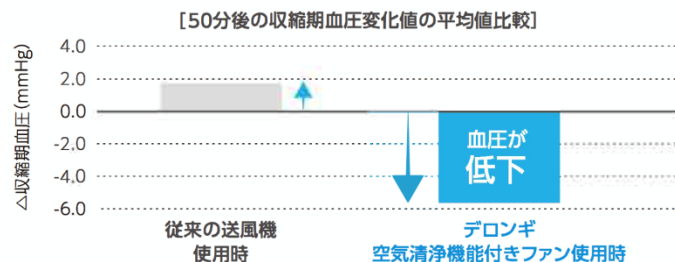 [50分後の収縮期血圧変化値の平均値比較]
△収縮期血圧(mmHg)
4.0
2.0
0.0
-2.0
-4.0
-6.0
血圧が
低下
従来の送風機
使用時
デロンギ
空気清浄機能付きファン使用時